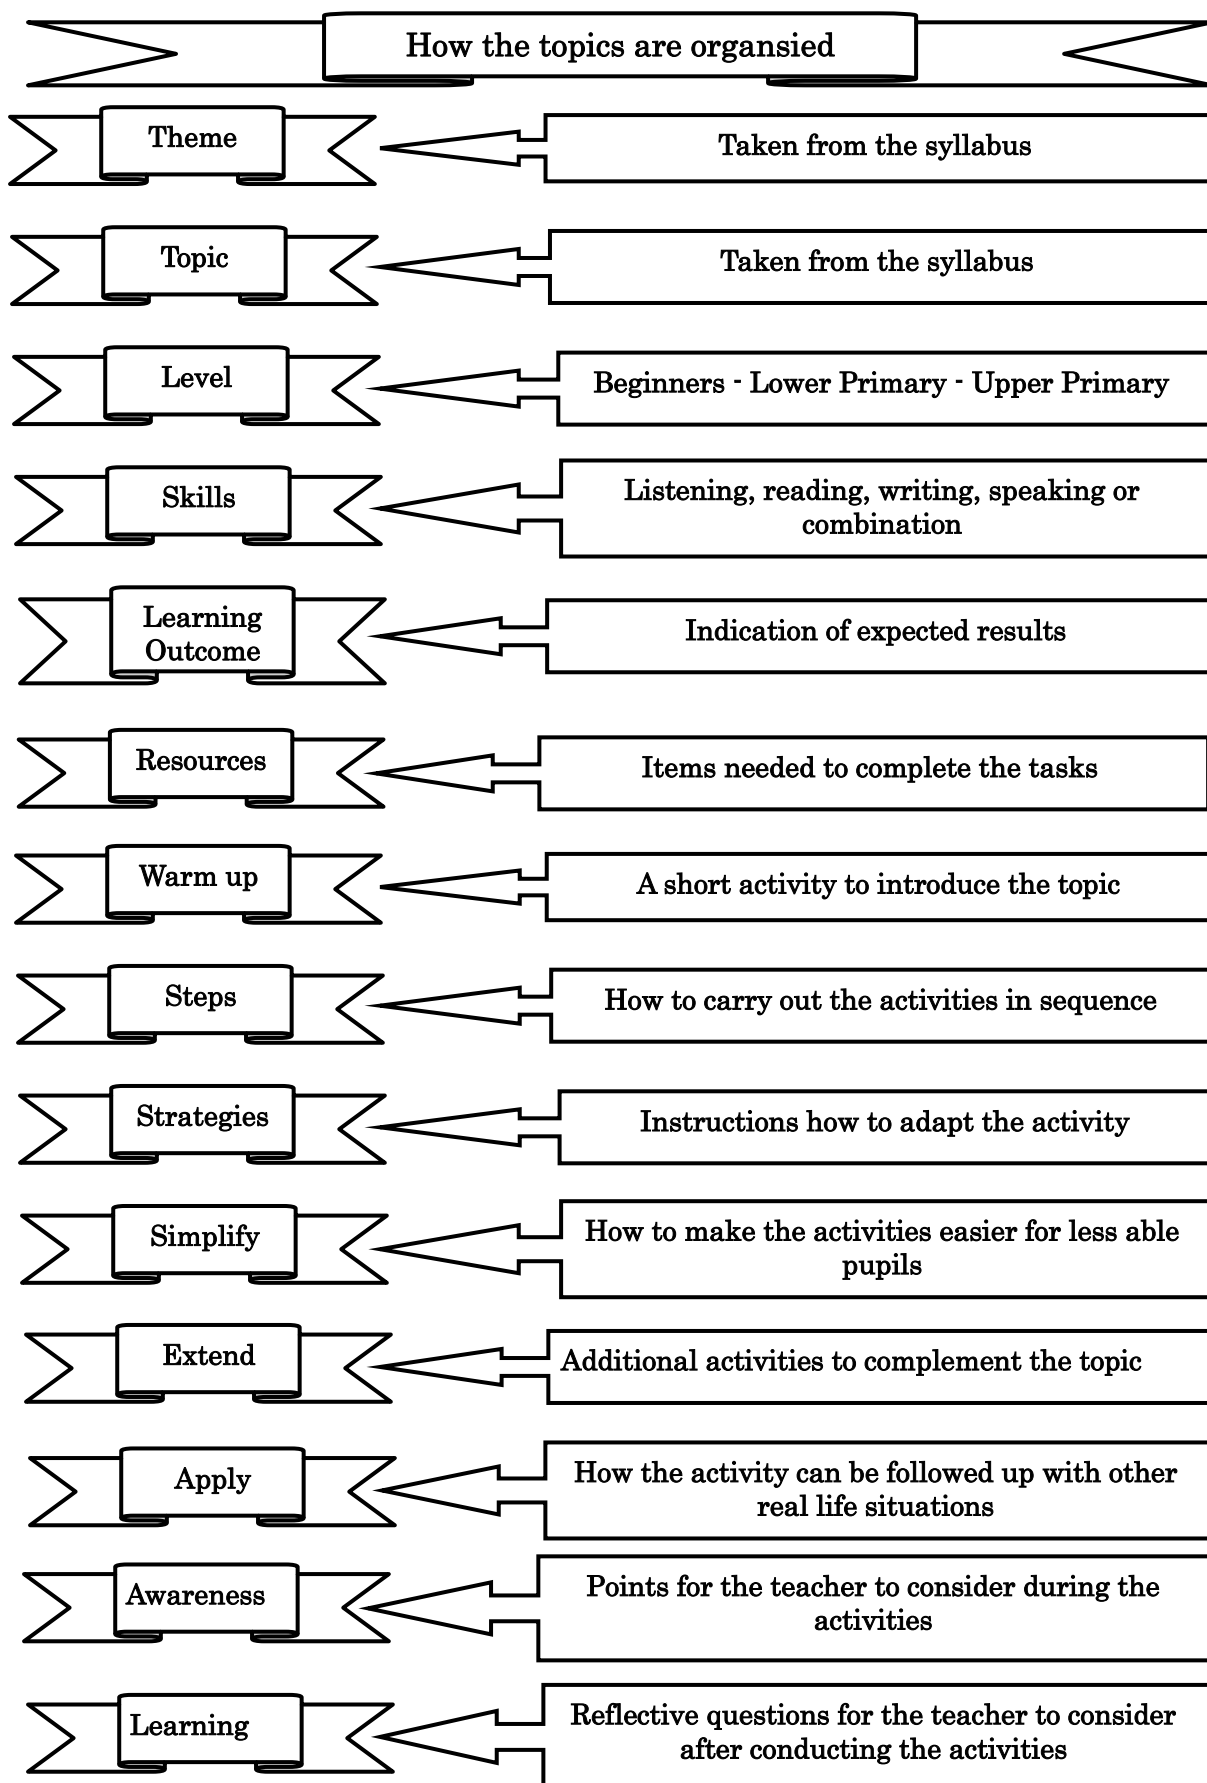 How the topics are organsied
Theme
Taken from the syllabus
Topic
Taken from the syllabus
Level
Beginners - Lower Primary - Upper Primary
Skills
Listening, reading, writing, speaking or
combination
Learning
Outcome
Indication of expected results
Resources
Items needed to complete the tasks
Warm up
A short activity to introduce the topic
Steps
How to carry out the activities in sequence
Strategies
Instructions how to adapt the activity
Simplify
How to make the activities easier for less able
pupils
Extend
Additional activities to complement the topic
Apply
How the activity can be followed up with other
real life situations
Awareness
Points for the teacher to consider during the
activities
Learning
Reflective questions for the teacher to consider
after conducting the activities